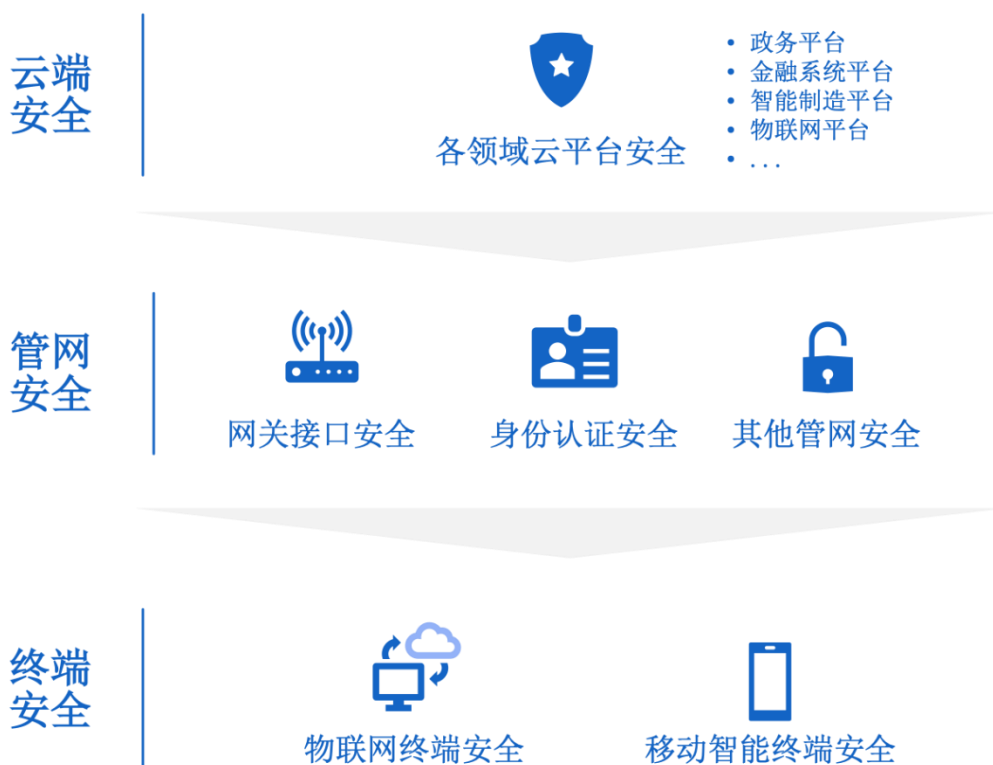 云端
安全
各领域云平台安全
• 政务平台
• 金融系统平台
• 智能制造平台
• 物联网平台
• . . .
管网
安全
网关接口安全
身份认证安全
其他管网安全
终端
安全
物联网终端安全
移动智能终端安全